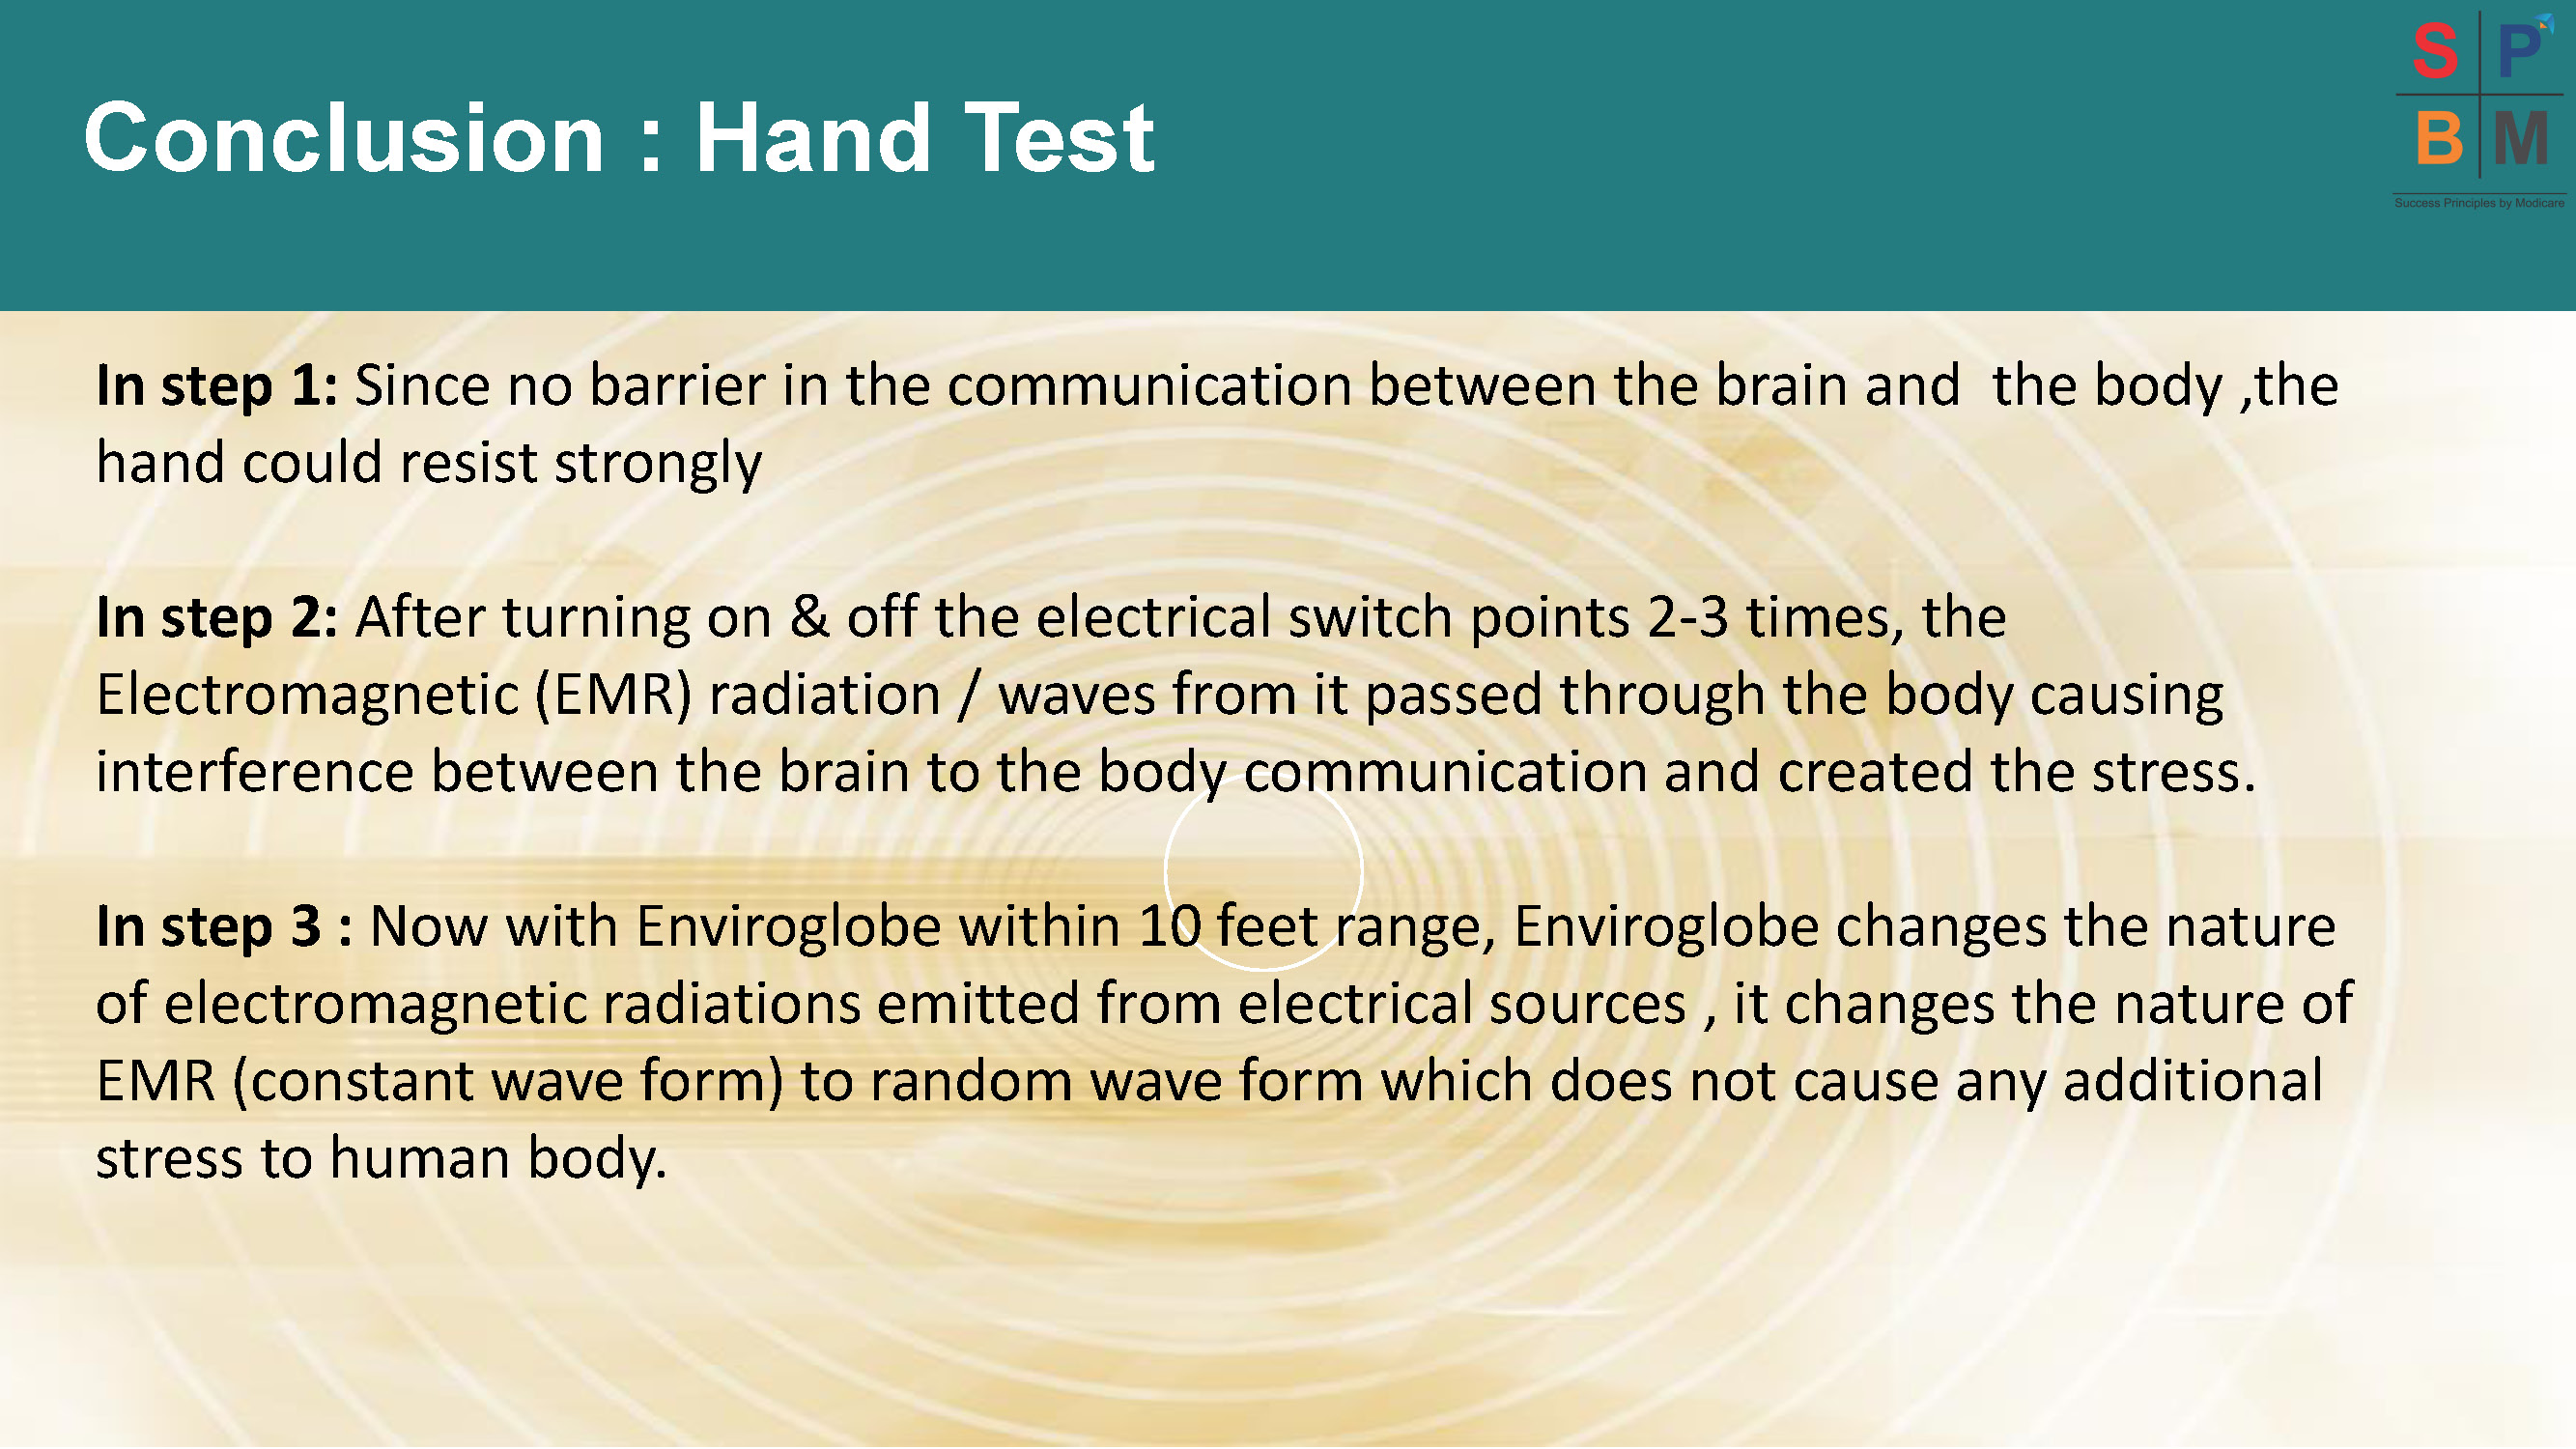 S P
B M
Success Principles by Modicare
Conclusion : Hand Test
In step 1: Since no barrier in the communication between the brain and the body ,the
hand could resist strongly
In step 2: After turning on & off the electrical switch points 2-3 times, the
Electromagnetic (EMR) radiation / waves from it passed through the body causing
interference between the brain to the body communication and created the stress.
In step 3 : Now with Enviroglobe within 10 feet range, Enviroglobe changes the nature
of electromagnetic radiations emitted from electrical sources , it changes the nature of
EMR (constant wave form) to random wave form which does not cause any additional
stress to human body.